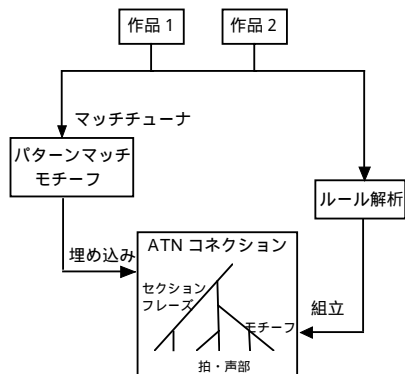 作品 1
作品 2
マッチチューナ
パターンマッチ
モチーフ
ルール解析
埋め込み
ATN コネクション
セクション
フレーズ
モチーフ
組立
拍・声部